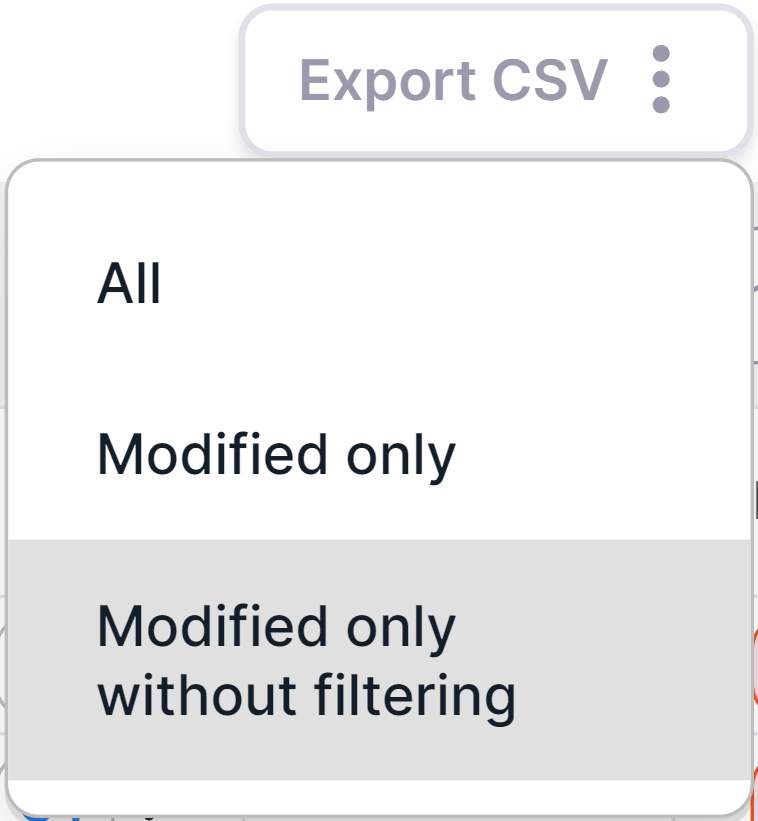 Export CSV
All
Modified only
Modified only
without filtering